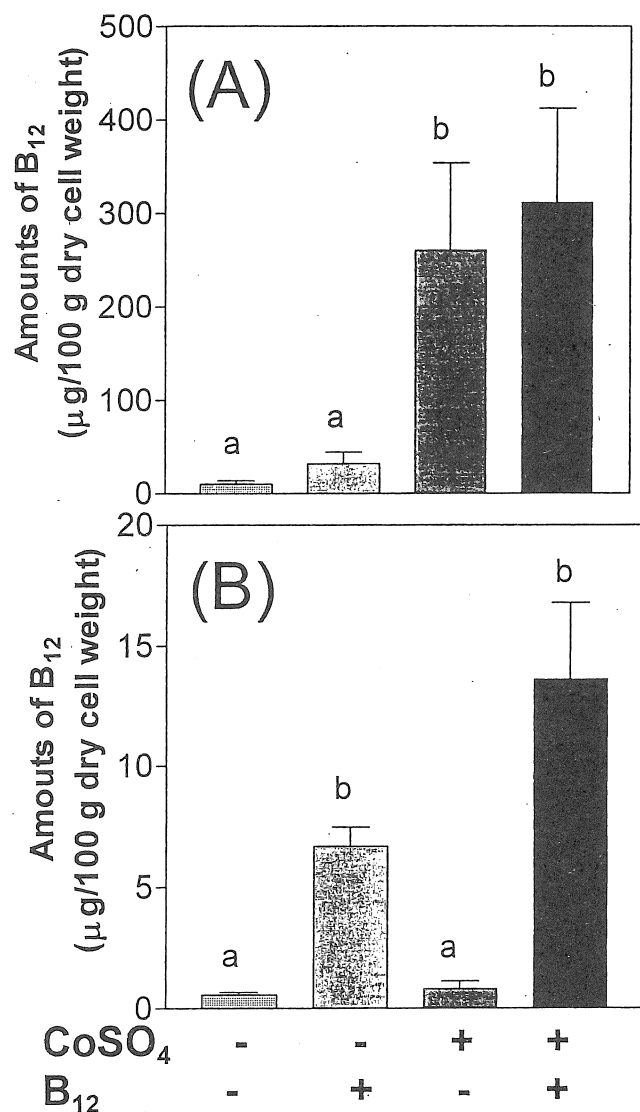 500
(A)
b
b
400
300
200
100
a
a
0
Amounts of B12
(μg/100 g dry cell weight)
20
(B)
b
15
10
b
5
a
a
0
Amouts of B12
(μg/100 g dry cell weight)
CoSO4 - - + +
B12 - + - +